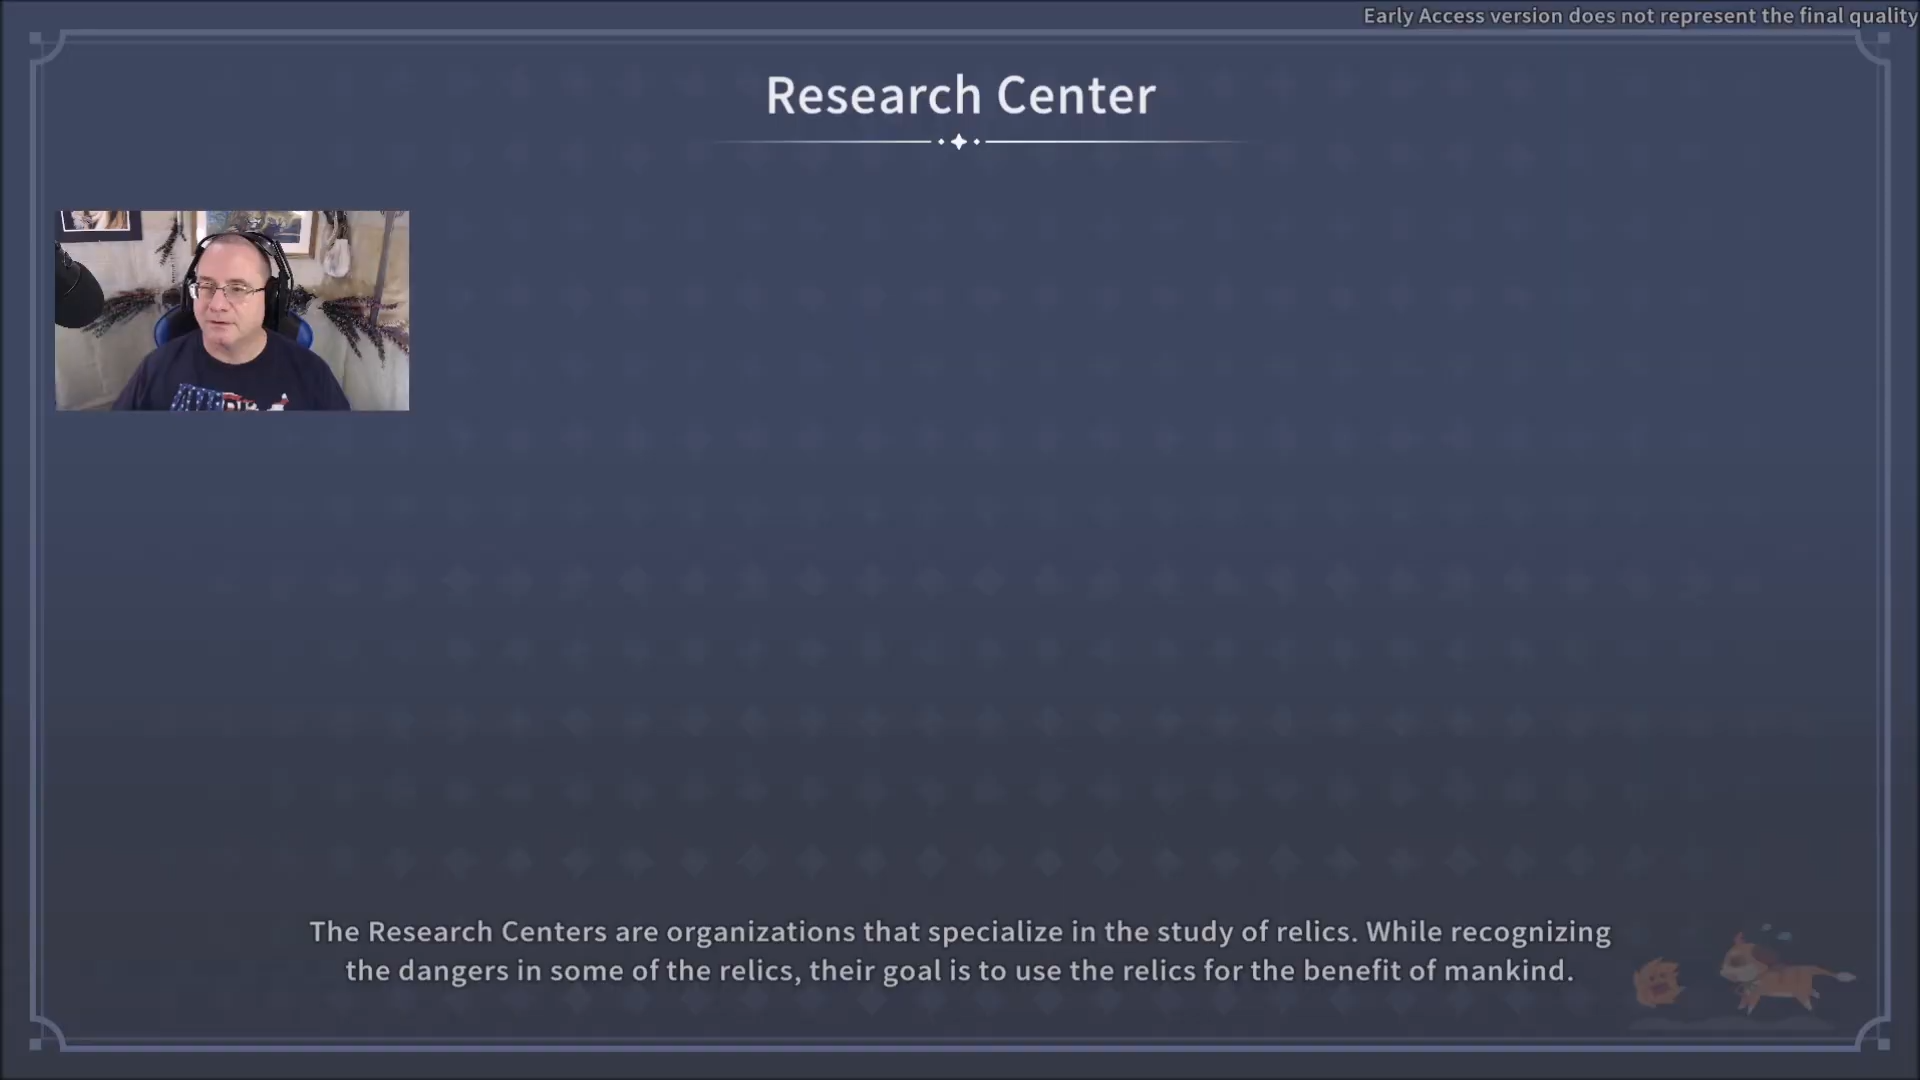 Early Access version does not represent the final quality
Research Center
The Research Centers are organizations that specialize in the study of relics. While recognizing
the dangers in some of the relics, their goal is to use the relics for the benefit of mankind.